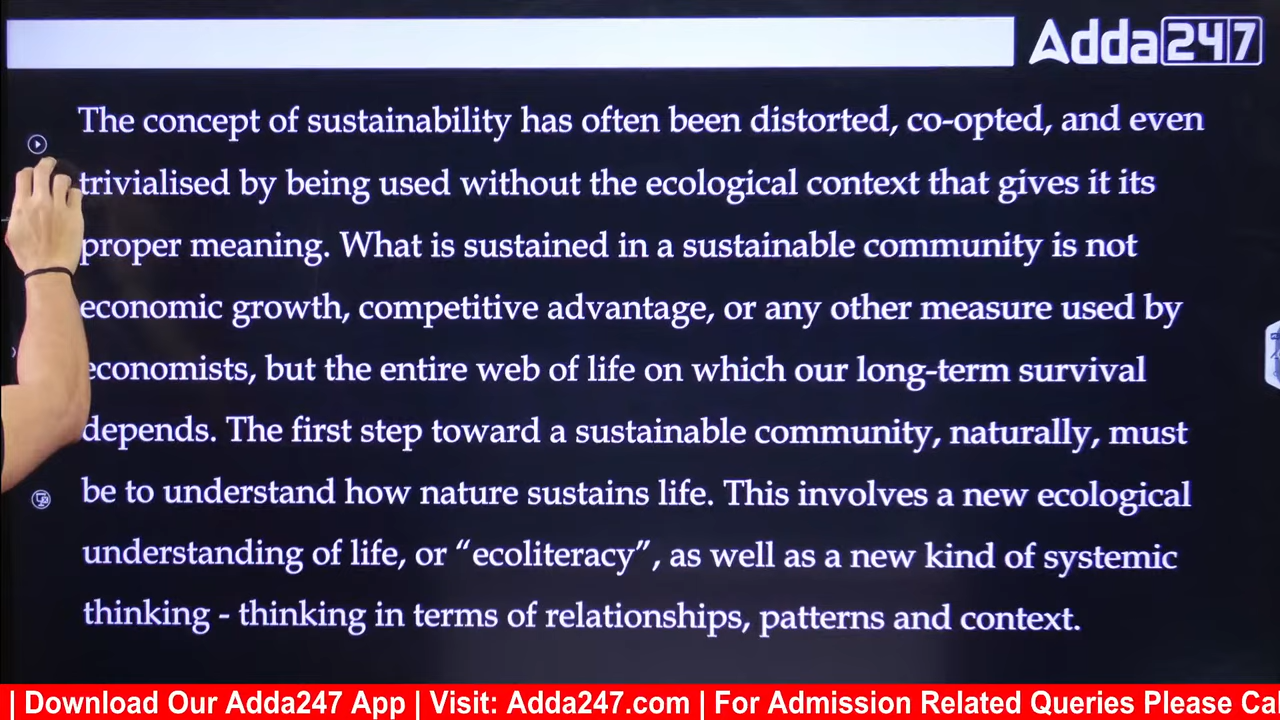 Adda247
The concept of sustainability has often been distorted, co-opted, and even
trivialised by being used without the ecological context that gives it its
proper meaning. What is sustained in a sustainable community is not
economic growth, competitive advantage, or any other measure used by
economists, but the entire web of life on which our long-term survival
depends. The first step toward a sustainable community, naturally, must
be to understand how nature sustains life. This involves a new ecological
understanding of life, or “ecoliteracy”, as well as a new kind of systemic
thinking - thinking in terms of relationships, patterns and context.
| Download Our Adda247 App | Visit: Adda247.com | For Admission Related Queries Please Ca